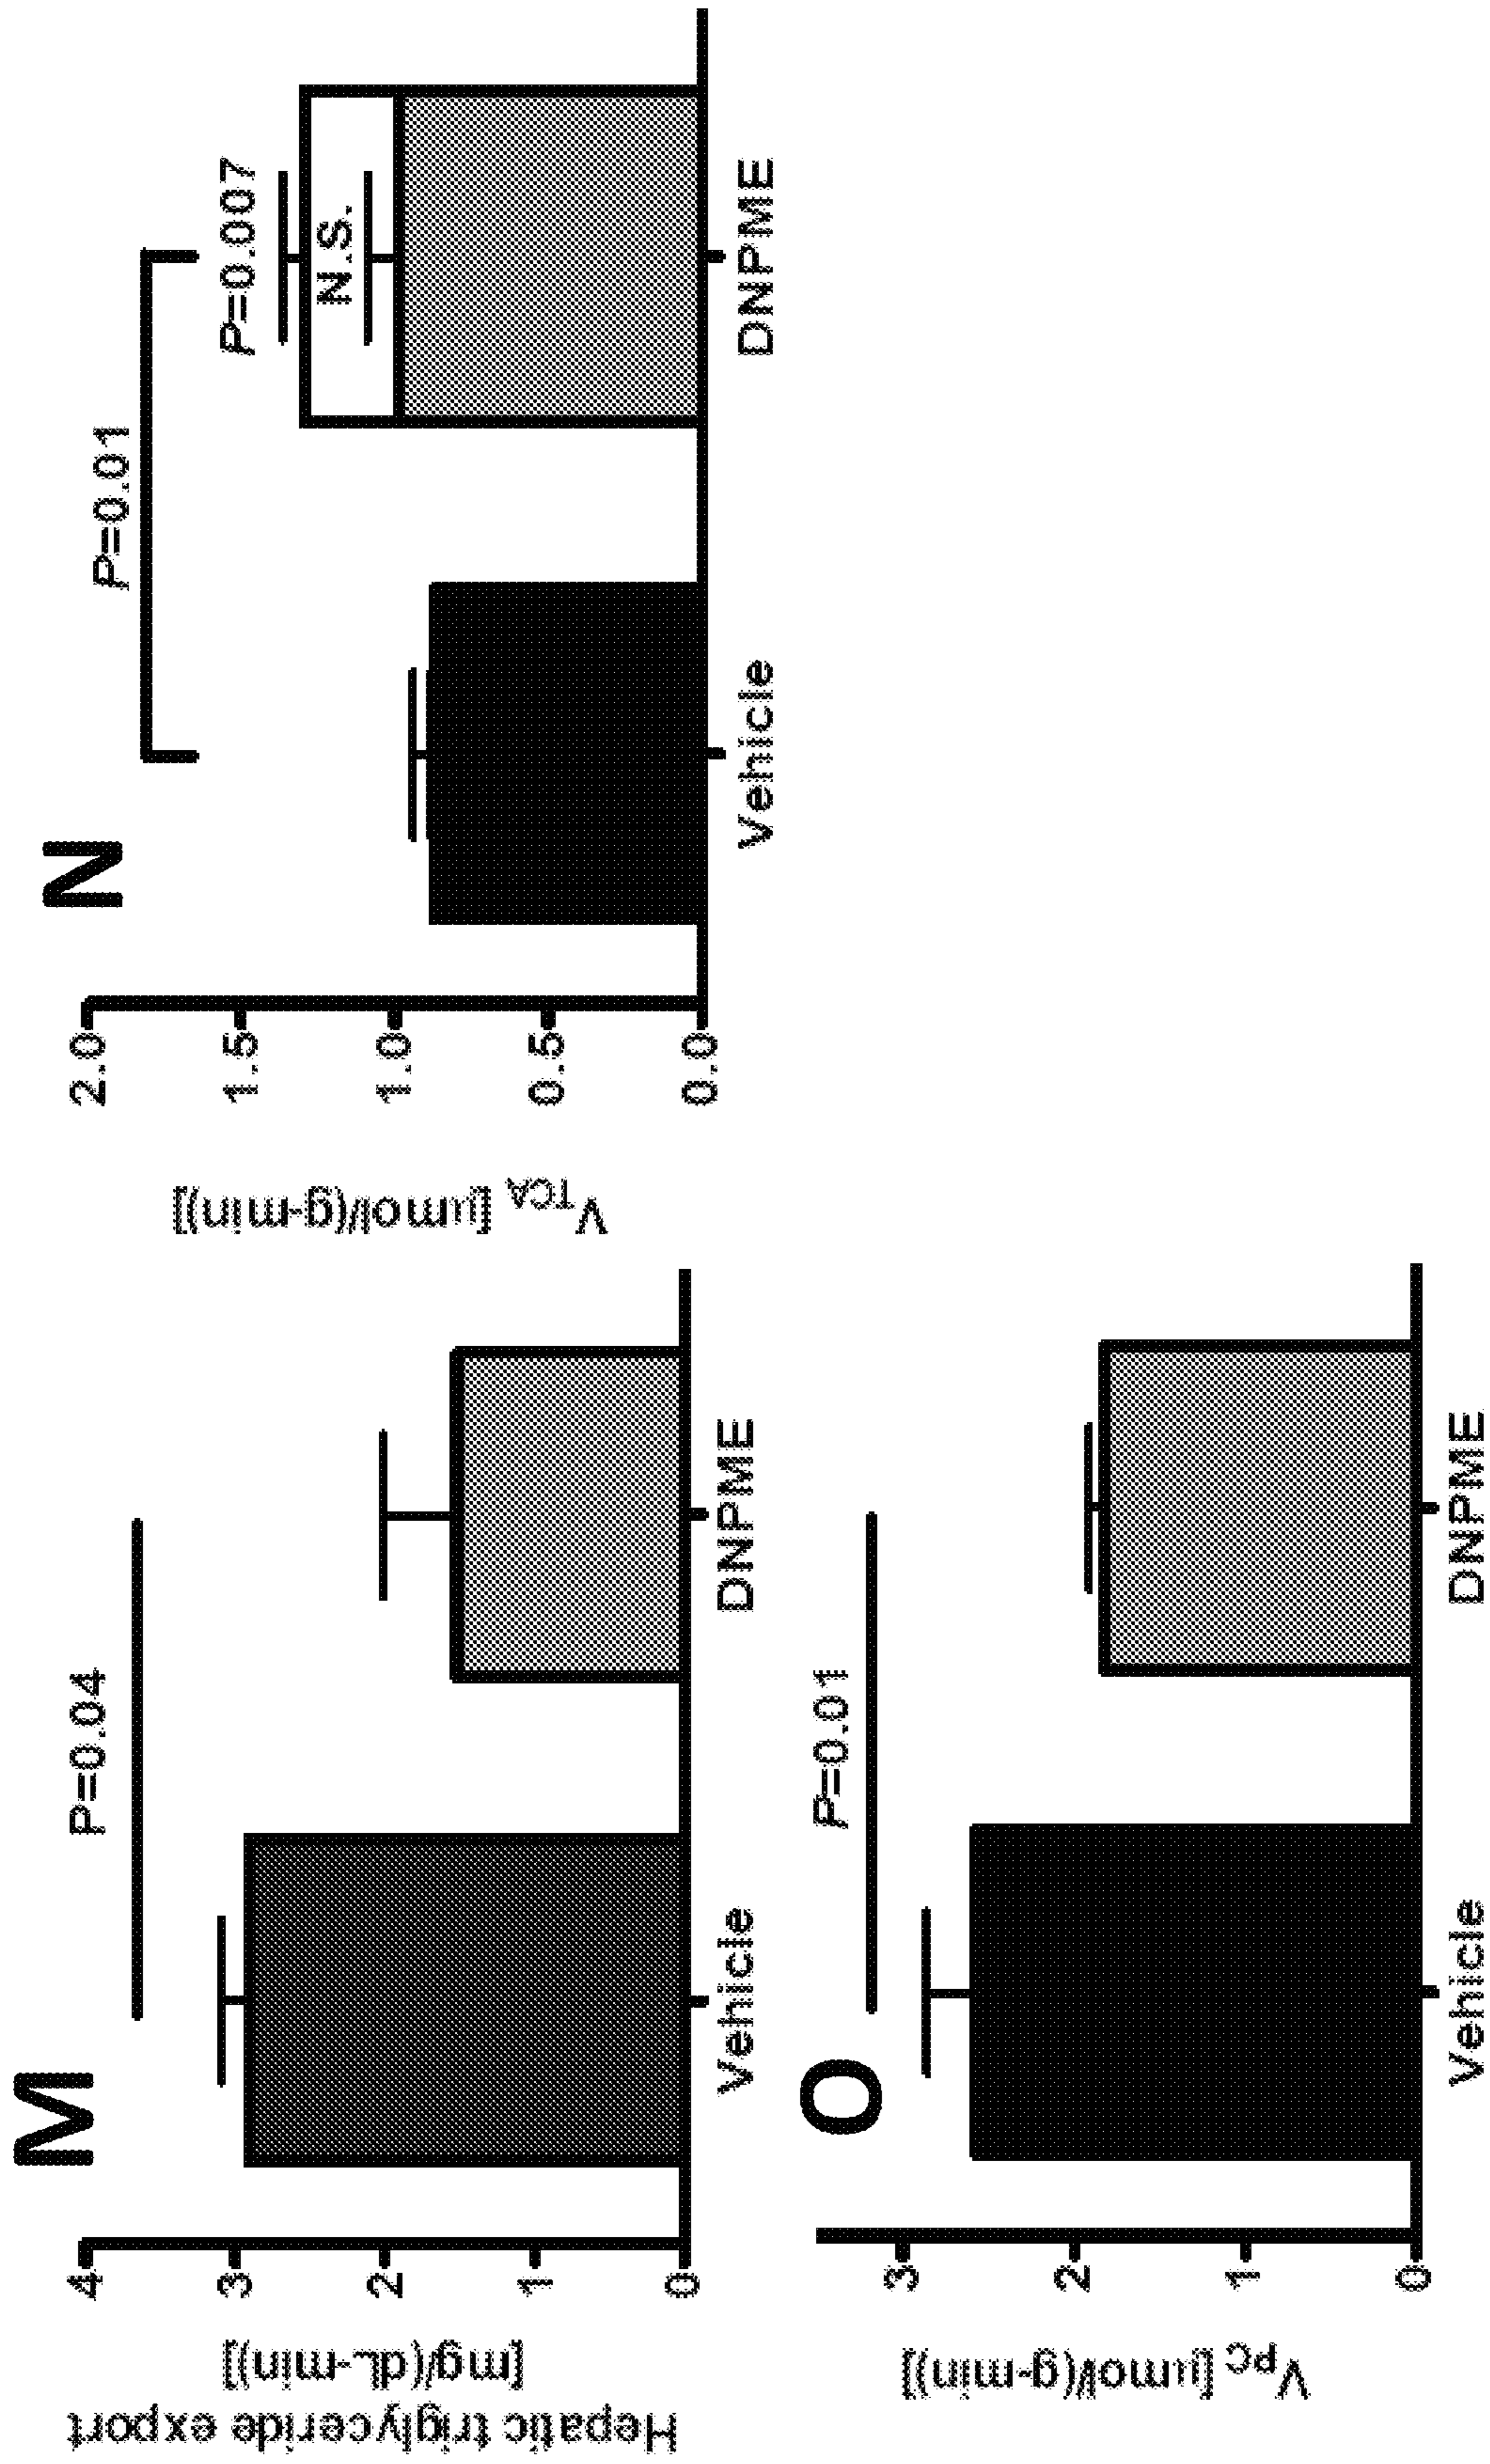 M
Hepatic triglyceride export
[mg/(dL-min)]
4
3
2
1
0
P=0.04
Vehicle
DNPME
N
V_TCA [µmol/(g-min)]
2.0
1.5
1.0
0.5
0.0
P=0.01
P=0.007
N.S.
Vehicle
DNPME
O
V_PC [µmol/(g-min)]
3
2
1
0
P=0.01
Vehicle
DNPME